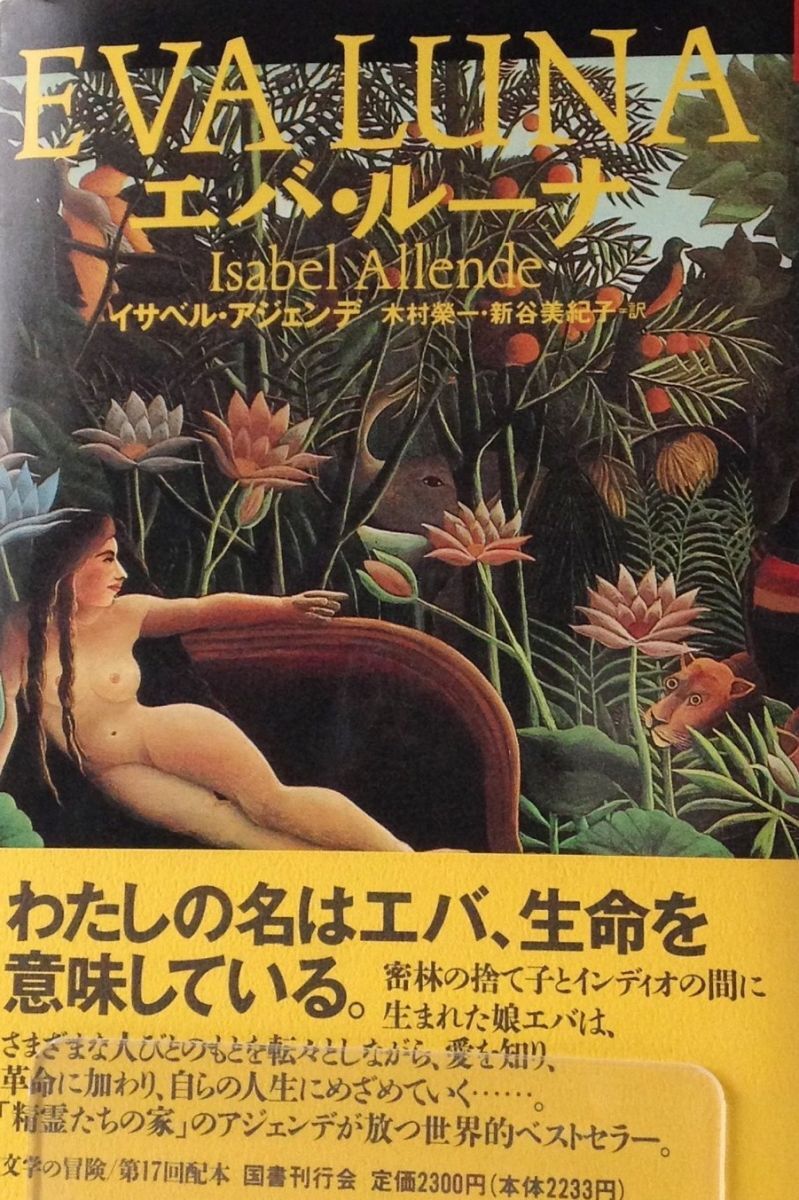 EVA LUNA
エバ・ルーナ
Isabel Allende
イサベル・アジェンデ 木村榮一・新谷美紀子=訳
わたしの名はエバ、生命を
意味している。
密林の捨て子とインディオの間に
生まれた娘エバは、
さまざまな人びとのもとを転々としながら、愛を知り、
革命に加わり、自らの人生にめざめていく……。
「精霊たちの家」のアジェンデが放つ世界的ベストセラー。
文学の冒険/第17回配本 国書刊行会 定価2300円(本体2233円)